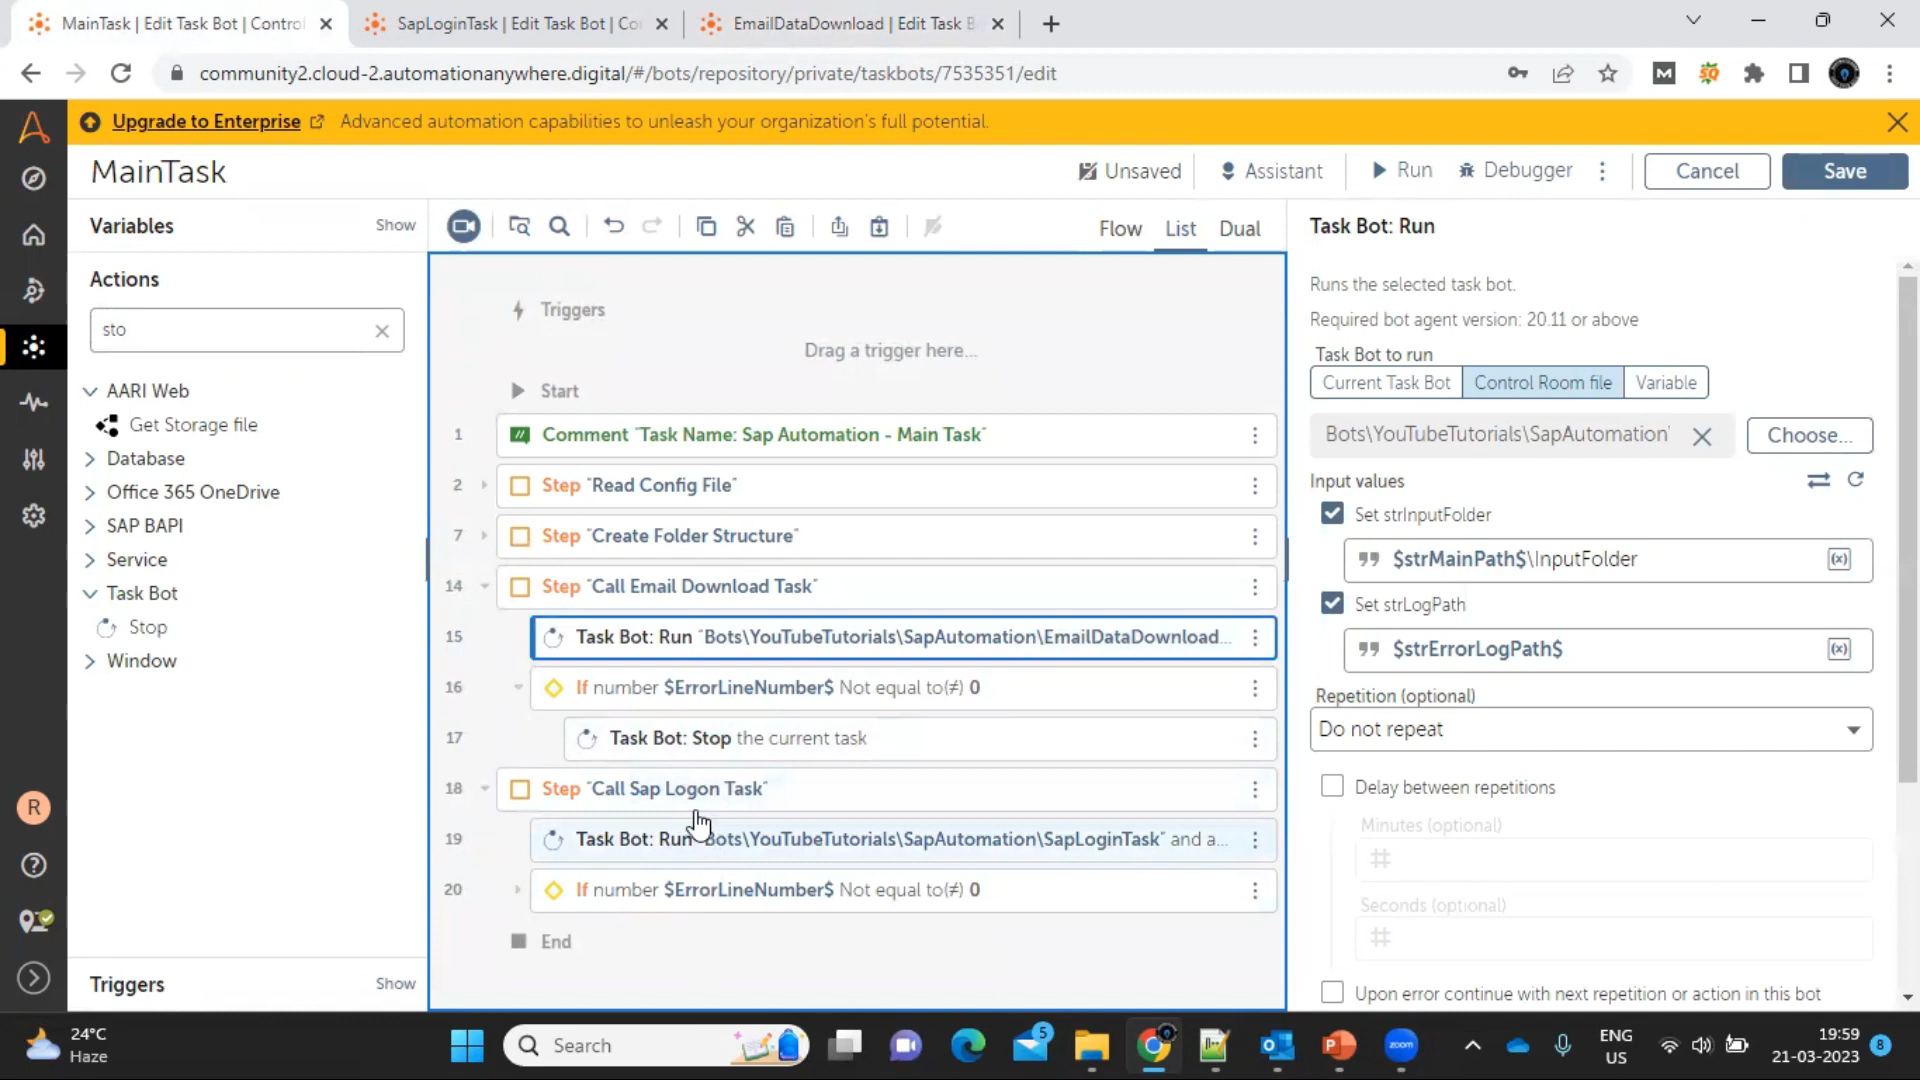 MainTask | Edit Task Bot | Contro
SapLoginTask | Edit Task Bot | Co
EmailDataDownload | Edit Task B
community2.cloud-2.automationanywhere.digital/#/bots/repository/private/taskbots/7535351/edit
Upgrade to Enterprise
Advanced automation capabilities to unleash your organization's full potential.
MainTask
Unsaved
Assistant
Run
Debugger
Cancel
Save
Variables
Show
Flow
List
Dual
Actions
sto
AARI Web
Get Storage file
Database
Office 365 OneDrive
SAP BAPI
Service
Task Bot
Stop
Window
Triggers
Show
Triggers
Drag a trigger here...
Start
1 Comment "Task Name: Sap Automation - Main Task"
2 Step "Read Config File"
7 Step "Create Folder Structure"
14 Step "Call Email Download Task"
15 Task Bot: Run "Bots\YouTubeTutorials\SapAutomation\EmailDataDownload...
16 If number $ErrorLineNumber$ Not equal to(≠) 0
17 Task Bot: Stop the current task
18 Step "Call Sap Logon Task"
19 Task Bot: Run "Bots\YouTubeTutorials\SapAutomation\SapLoginTask" and a...
20 If number $ErrorLineNumber$ Not equal to(≠) 0
End
Task Bot: Run
Runs the selected task bot.
Required bot agent version: 20.11 or above
Task Bot to run
Current Task Bot
Control Room file
Variable
Bots\YouTubeTutorials\SapAutomation\
Choose...
Input values
Set strInputFolder
$strMainPath$\InputFolder
(x)
Set strLogPath
$strErrorLogPath$
(x)
Repetition (optional)
Do not repeat
Delay between repetitions
Minutes (optional)
#
Seconds (optional)
#
Upon error continue with next repetition or action in this bot
R
24°C
Haze
Search
5
zoom
ENG
US
19:59
21-03-2023
8